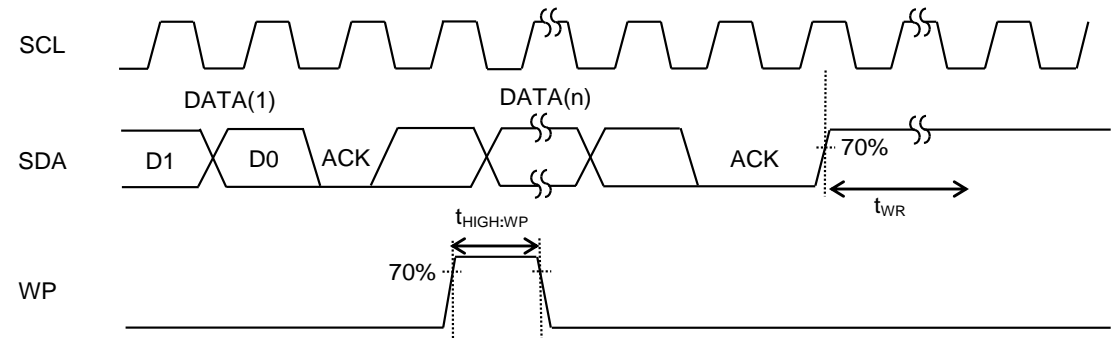 SCL
DATA(1) DATA(n)
SDA D1 D0 ACK ACK 70%
tWR
tHIGH:WP
70%
WP